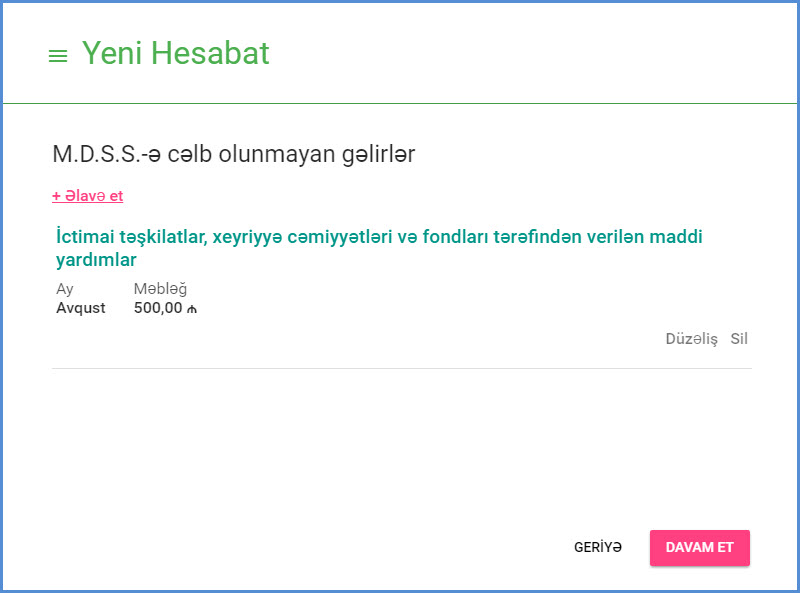 Yeni Hesabat
M.D.S.S.-ə cəlb olunmayan gəlirlər
+ Əlavə et
İctimai təşkilatlar, xeyriyyə cəmiyyətləri və fondları tərəfindən verilən maddi
yardımlar
Ay Məbləğ
Avqust 500,00 ₼
Düzəliş Sil
GERİYƏ DAVAM ET